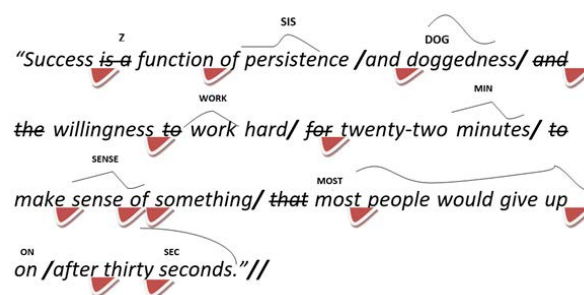 Z SIS DOG
“Success is a function of persistence /and doggedness/ and
WORK MIN
the willingness to work hard/ for twenty-two minutes/ to
SENSE MOST
make sense of something/ that most people would give up
ON SEC
on /after thirty seconds.”//